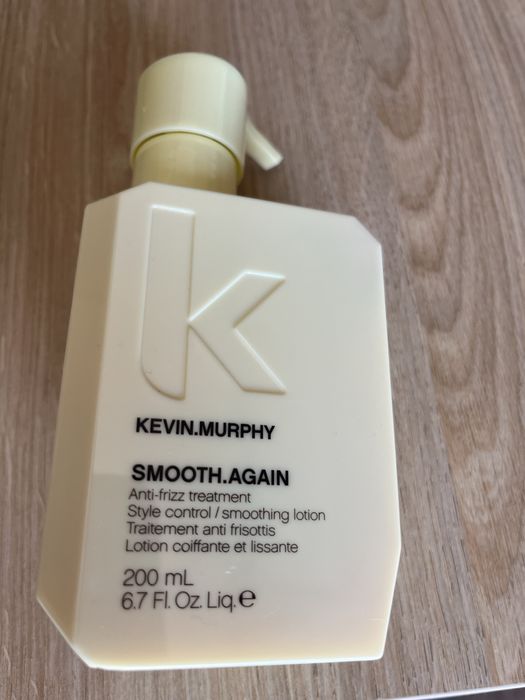 k
KEVIN.MURPHY
SMOOTH.AGAIN
Anti-frizz treatment
Style control / smoothing lotion
Traitement anti frisottis
Lotion coiffante et lissante
200 mL
6.7 Fl. Oz. Liq. ℮